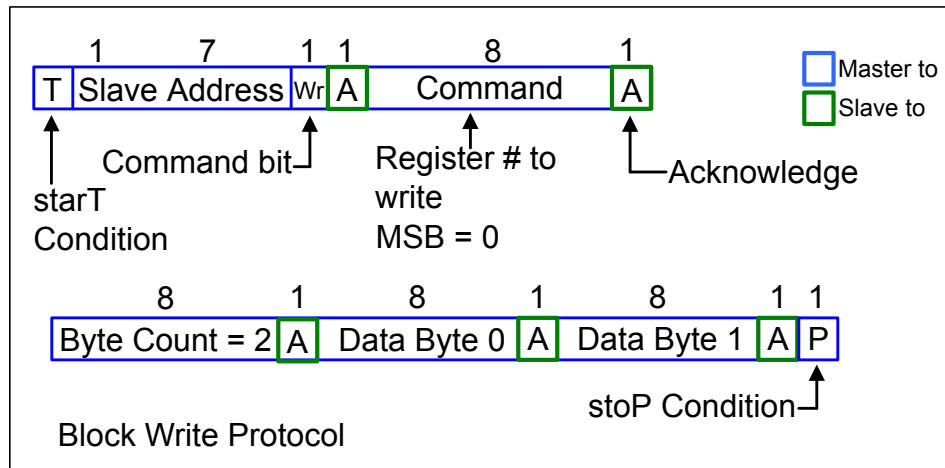 1 7 1 1 8 1
T Slave Address Wr A Command A
Master to
Slave to
Command bit
Register # to
write
MSB = 0
Acknowledge
starT
Condition
8 1 8 1 8 1 1
Byte Count = 2 A Data Byte 0 A Data Byte 1 A P
stoP Condition
Block Write Protocol